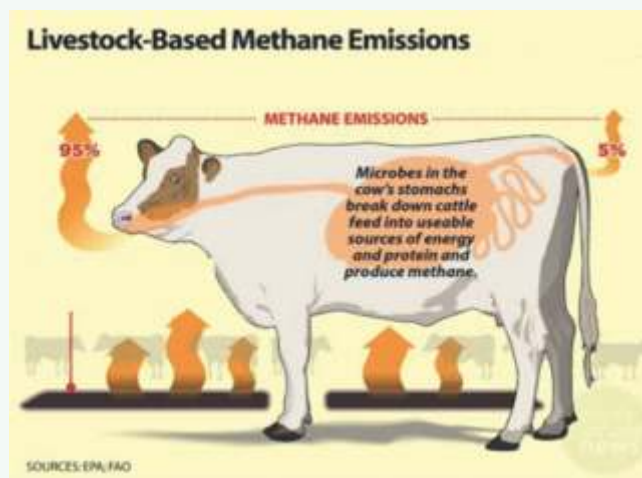 Livestock-Based Methane Emissions
METHANE EMISSIONS
95%
5%
Microbes in the
cow's stomachs
break down cattle
feed into useable
sources of energy
and protein and
produce methane.
SOURCES: EPA; FAO